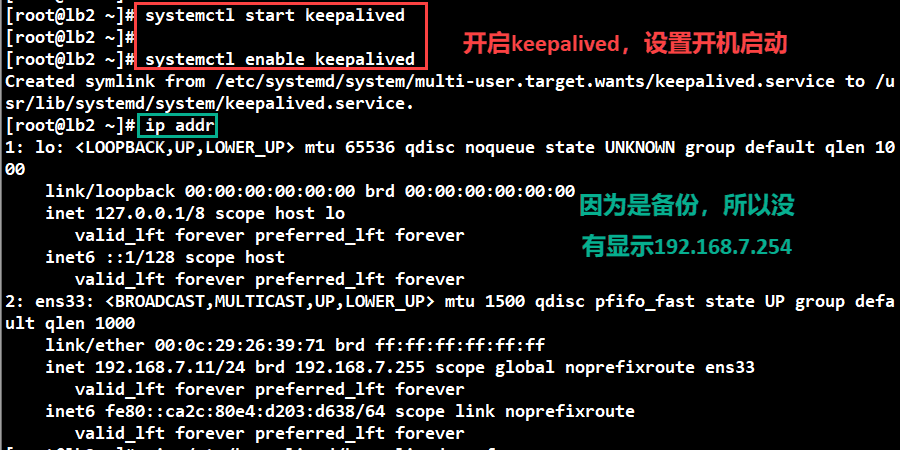 [root@lb2 ~]# systemctl start keepalived
[root@lb2 ~]#
[root@lb2 ~]# systemctl enable keepalived
开启keepalived，设置开机启动
Created symlink from /etc/systemd/system/multi-user.target.wants/keepalived.service to /u
sr/lib/systemd/system/keepalived.service.
[root@lb2 ~]# ip addr
1: lo: <LOOPBACK,UP,LOWER_UP> mtu 65536 qdisc noqueue state UNKNOWN group default qlen 10
00
    link/loopback 00:00:00:00:00:00 brd 00:00:00:00:00:00
    inet 127.0.0.1/8 scope host lo
       valid_lft forever preferred_lft forever
    inet6 ::1/128 scope host
       valid_lft forever preferred_lft forever
因为是备份，所以没
有显示192.168.7.254
2: ens33: <BROADCAST,MULTICAST,UP,LOWER_UP> mtu 1500 qdisc pfifo_fast state UP group defa
ult qlen 1000
    link/ether 00:0c:29:26:39:71 brd ff:ff:ff:ff:ff:ff
    inet 192.168.7.11/24 brd 192.168.7.255 scope global noprefixroute ens33
       valid_lft forever preferred_lft forever
    inet6 fe80::ca2c:80e4:d203:d638/64 scope link noprefixroute
       valid_lft forever preferred_lft forever